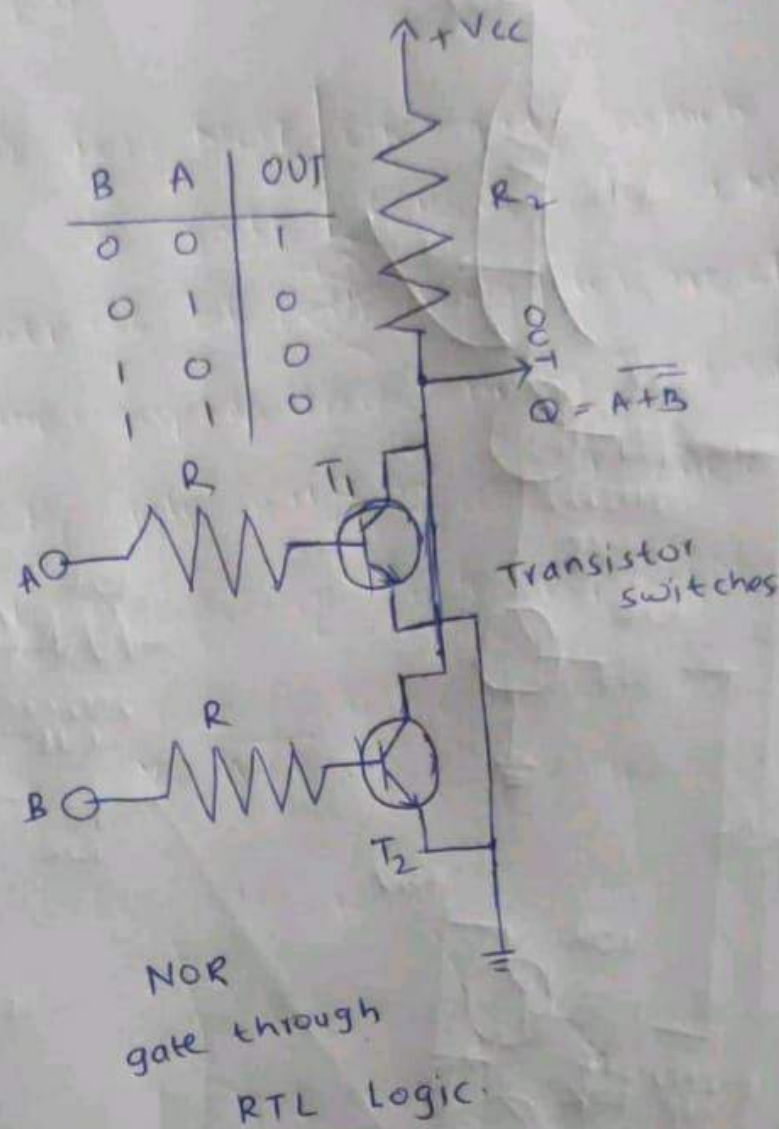 + Vcc
B A OUT
0 0 1
0 1 0
1 0 0
1 1 0
R2
OUT
Q = A+B
R
T1
A
Transistor
switches
R
B
T2
NOR
gate through
RTL Logic.